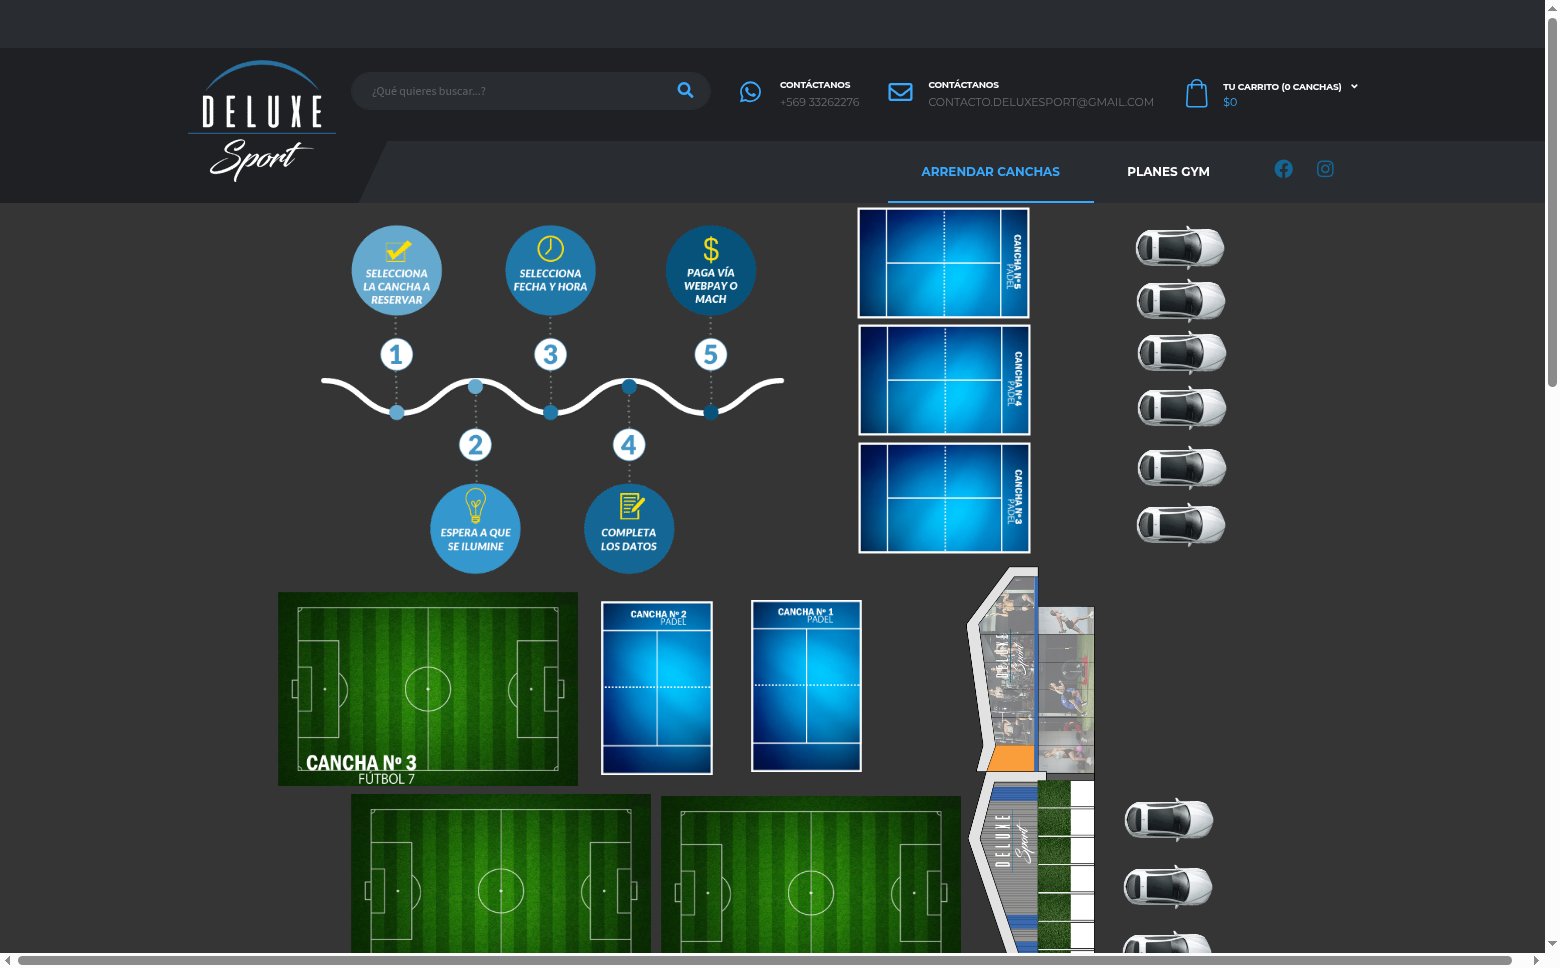 DELUXE
Sport
¿Qué quieres buscar...?
CONTÁCTANOS
+569 33262276
CONTÁCTANOS
CONTACTO.DELUXESPORT@GMAIL.COM
TU CARRITO (0 CANCHAS)
$0
ARRENDAR CANCHAS
PLANES GYM
SELECCIONA
LA CANCHA A
RESERVAR
SELECCIONA
FECHA Y HORA
$
PAGA VÍA
WEBPAY O
MACH
1
3
5
2
4
ESPERA A QUE
SE ILUMINE
COMPLETA
LOS DATOS
CANCHA Nº 5
PADEL
CANCHA Nº 4
PADEL
CANCHA Nº 3
PADEL
CANCHA Nº 3
FÚTBOL 7
CANCHA Nº 2
PADEL
CANCHA Nº 1
PADEL
DELUXE
Sport
DELUXE
Sport